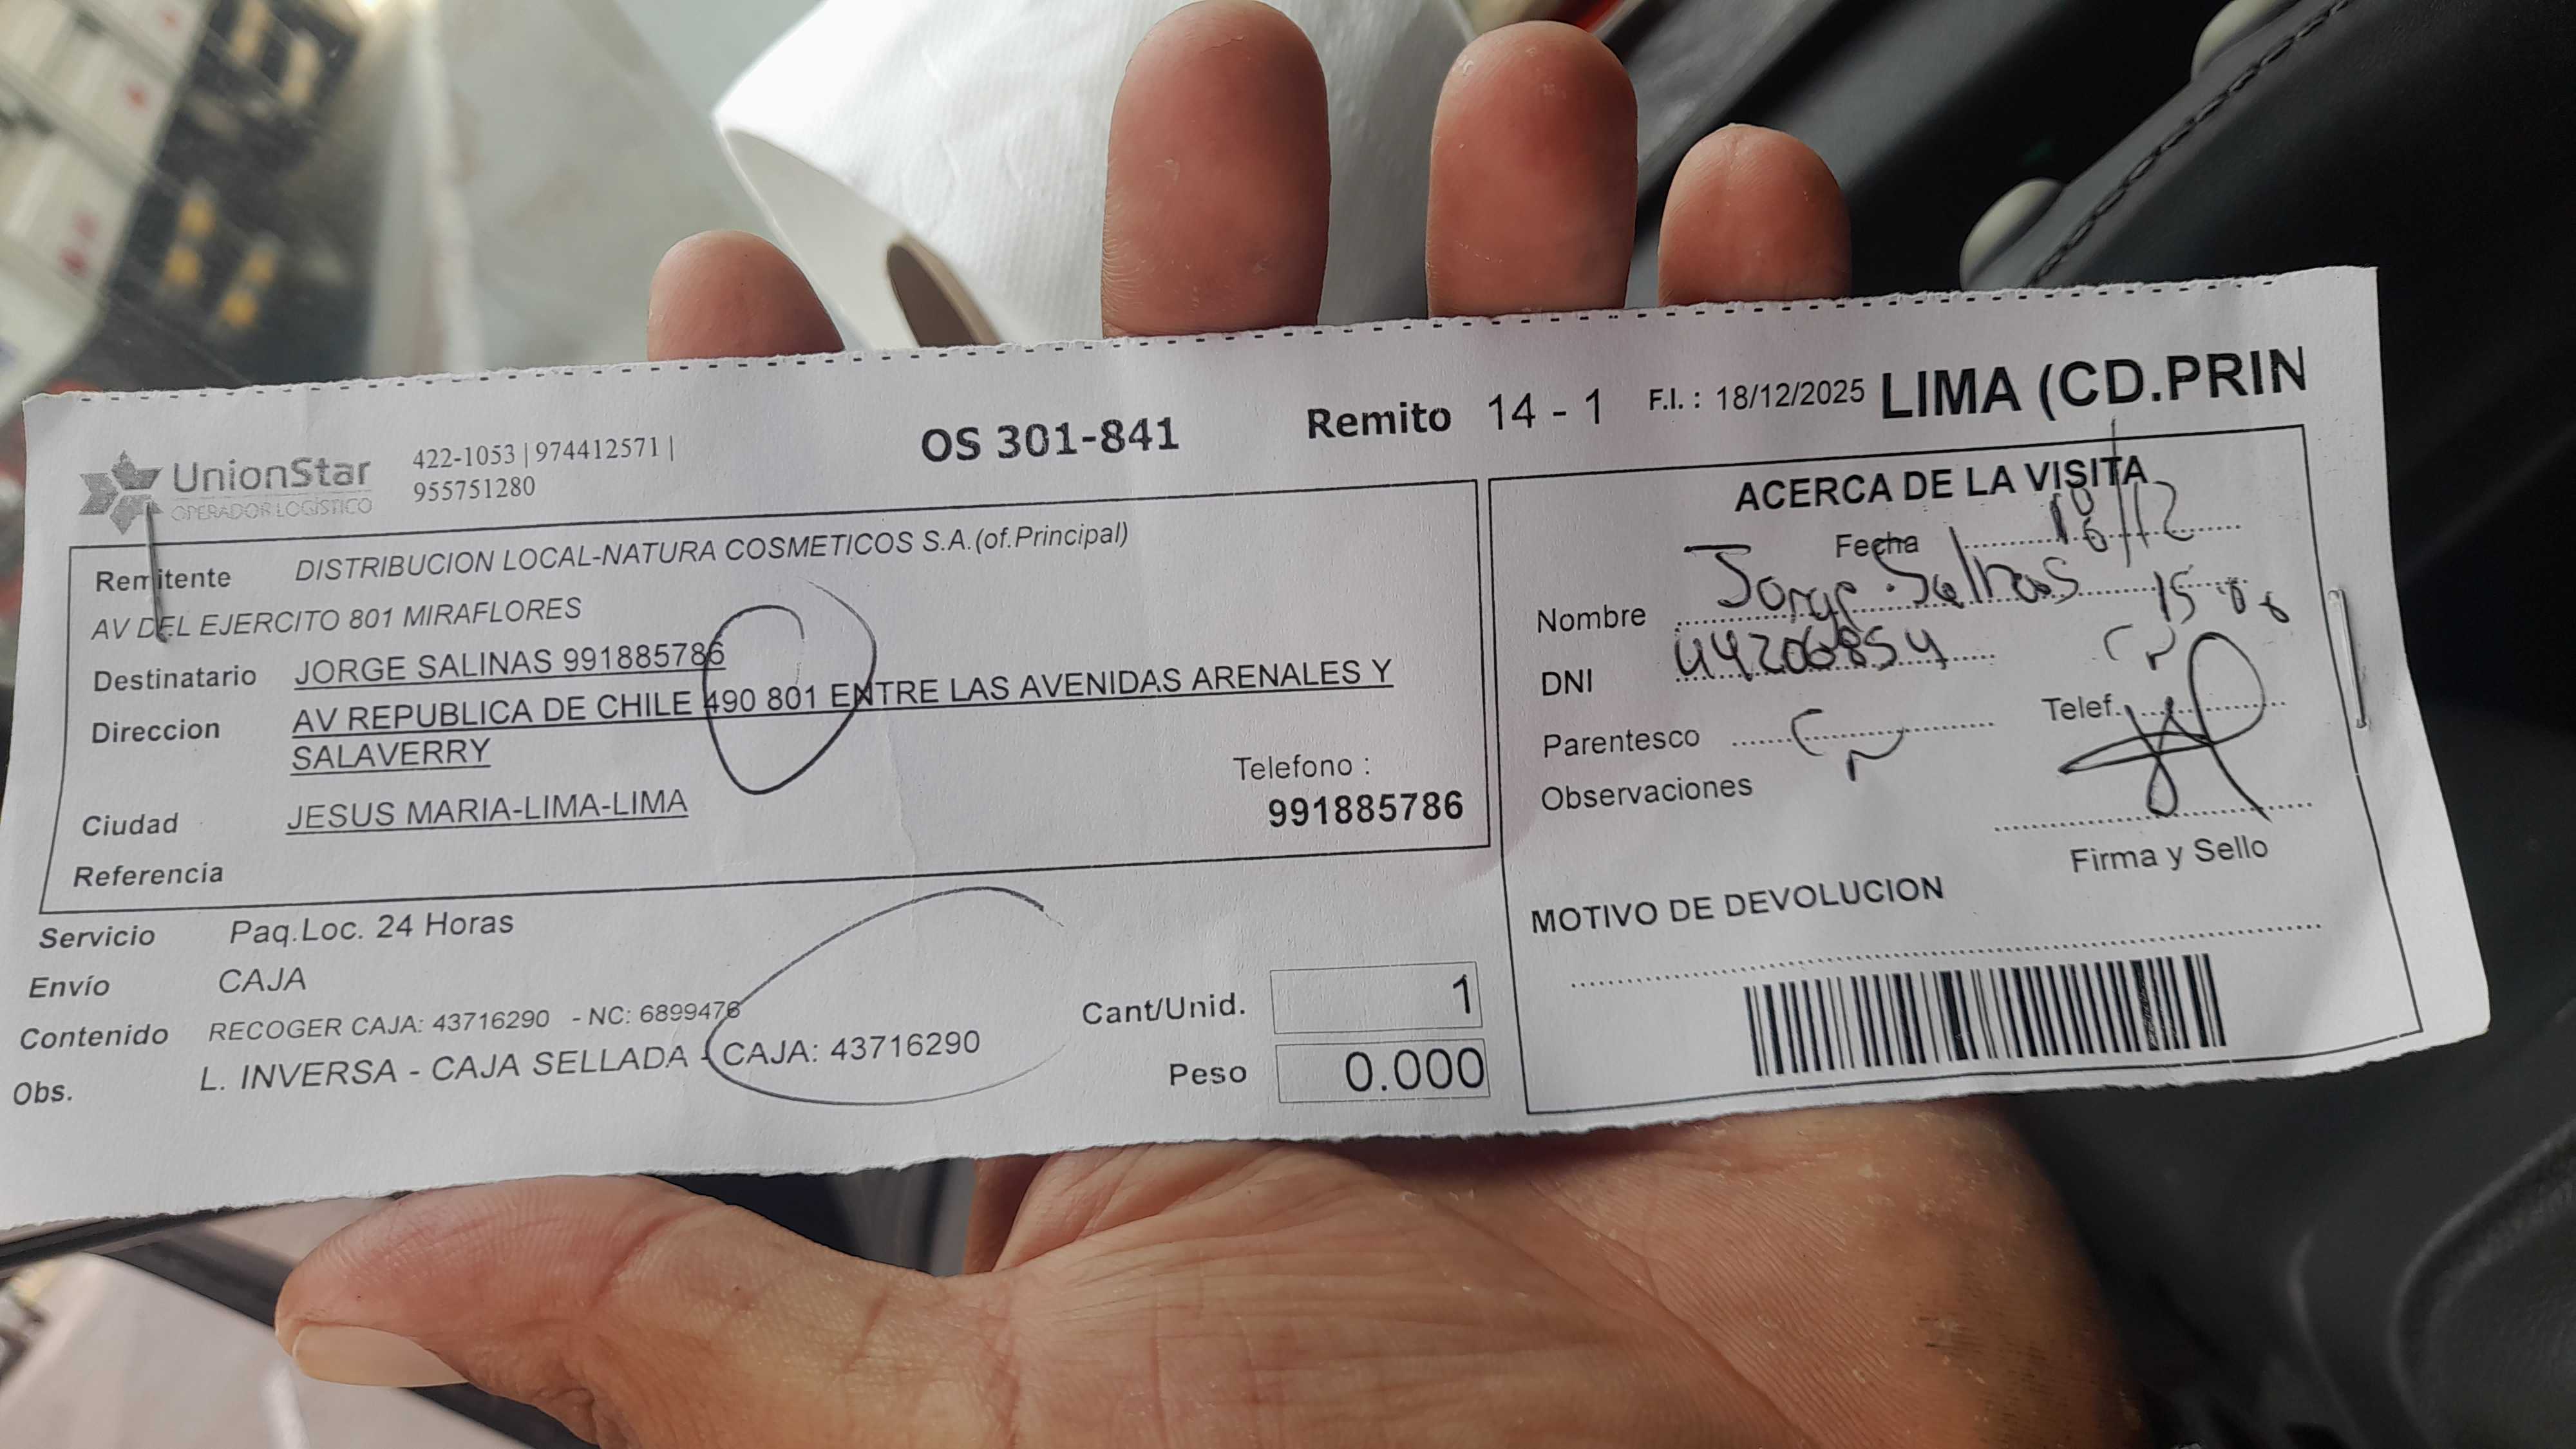 UnionStar
OPERADOR LOGÍSTICO
422-1053 | 974412571 |
955751280
OS 301-841
Remito 14 - 1
F.I. : 18/12/2025
LIMA (CD.PRIN
Remitente DISTRIBUCION LOCAL-NATURA COSMETICOS S.A.(of.Principal)
AV DEL EJERCITO 801 MIRAFLORES
Destinatario JORGE SALINAS 991885786
Direccion AV REPUBLICA DE CHILE 490 801 ENTRE LAS AVENIDAS ARENALES Y
SALAVERRY
Telefono :
991885786
Ciudad JESUS MARIA-LIMA-LIMA
Referencia
Servicio Paq.Loc. 24 Horas
Envío CAJA
Contenido RECOGER CAJA: 43716290 - NC: 6899476
Obs. L. INVERSA - CAJA SELLADA - CAJA: 43716290
Cant/Unid. 1
Peso 0.000
ACERCA DE LA VISITA
Fecha
Nombre Jorge Salinas
DNI 44206854
Parentesco
Telef.
Observaciones
Firma y Sello
MOTIVO DE DEVOLUCION